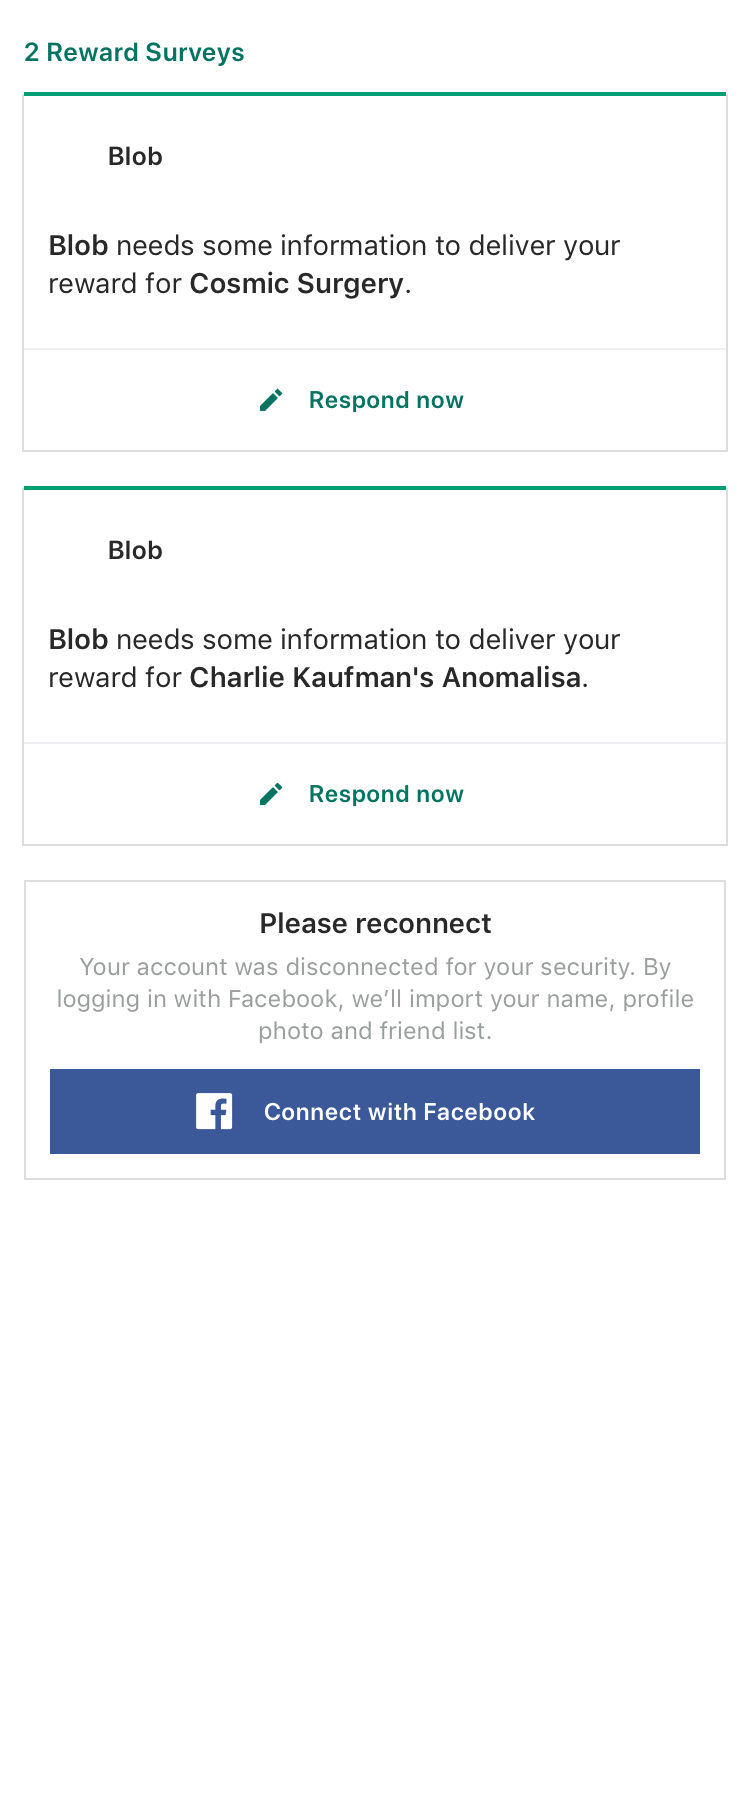 2 Reward Surveys
Blob
Blob needs some information to deliver your
reward for Cosmic Surgery.
Respond now
Blob
Blob needs some information to deliver your
reward for Charlie Kaufman's Anomalisa.
Respond now
Please reconnect
Your account was disconnected for your security. By
logging in with Facebook, we’ll import your name, profile
photo and friend list.
Connect with Facebook